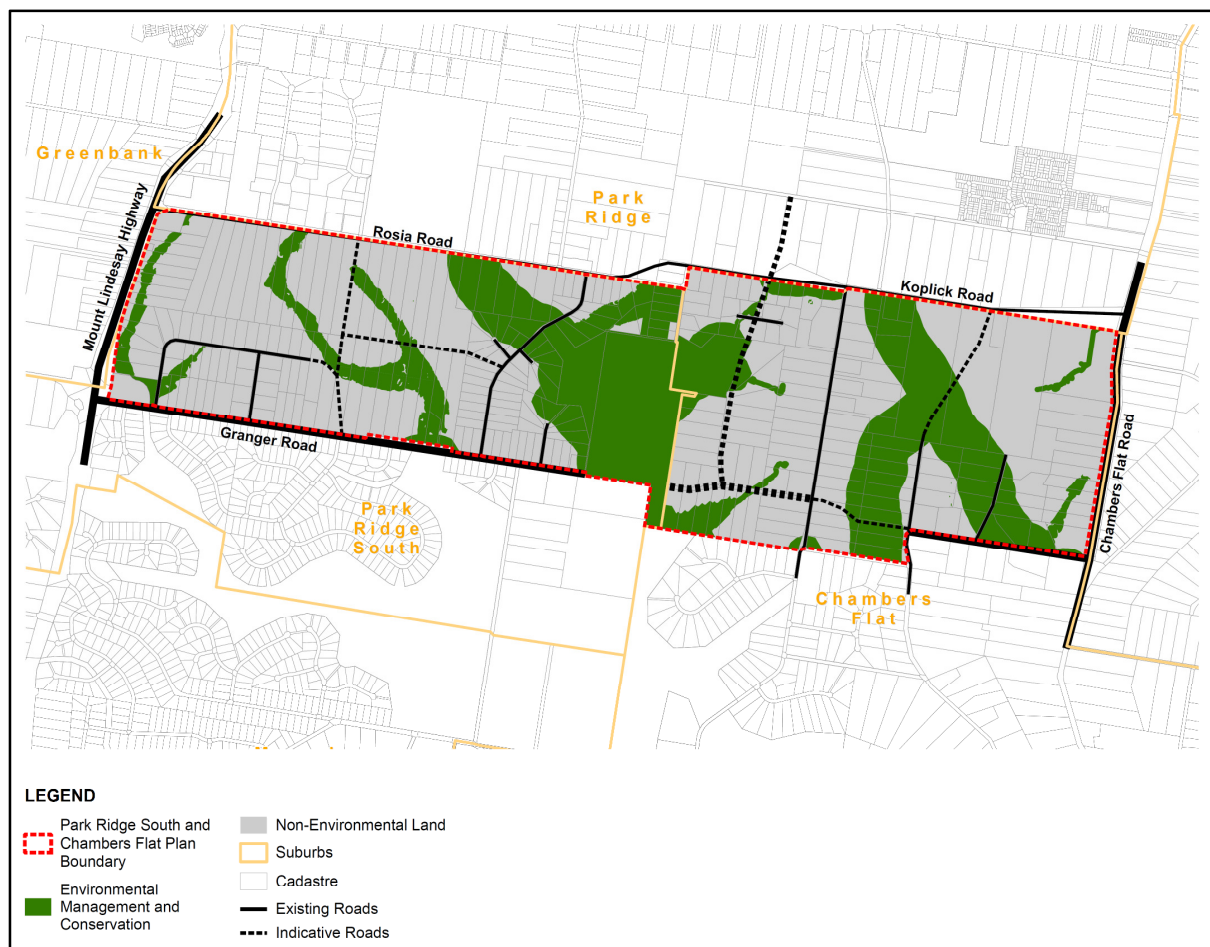 Greenbank
Park
Ridge
Mount Lindesay Highway
Rosia Road
Koplick Road
Granger Road
Park
Ridge
South
Chambers
Flat
Chambers Flat Road
LEGEND
Park Ridge South and
Chambers Flat Plan
Boundary
Environmental
Management and
Conservation
Non-Environmental Land
Suburbs
Cadastre
Existing Roads
Indicative Roads